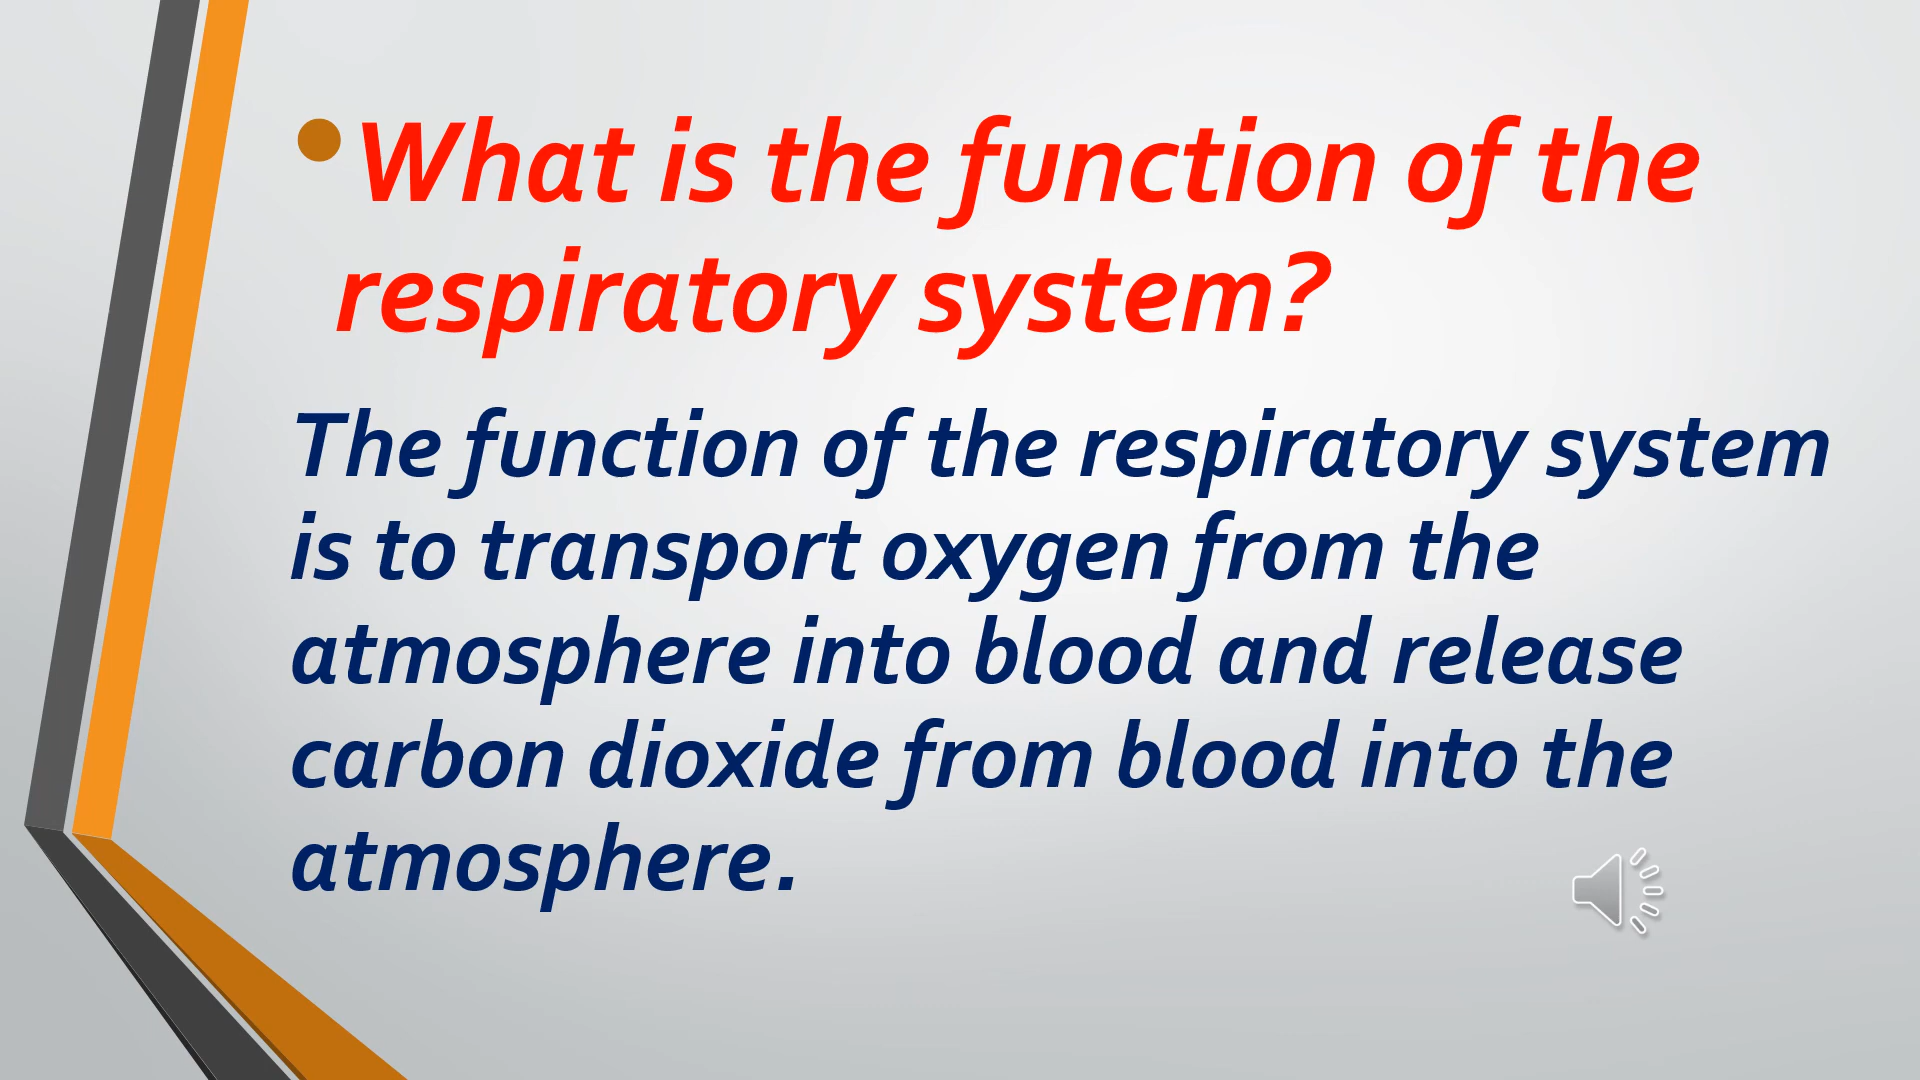 •What is the function of the
respiratory system?
The function of the respiratory system
is to transport oxygen from the
atmosphere into blood and release
carbon dioxide from blood into the
atmosphere.